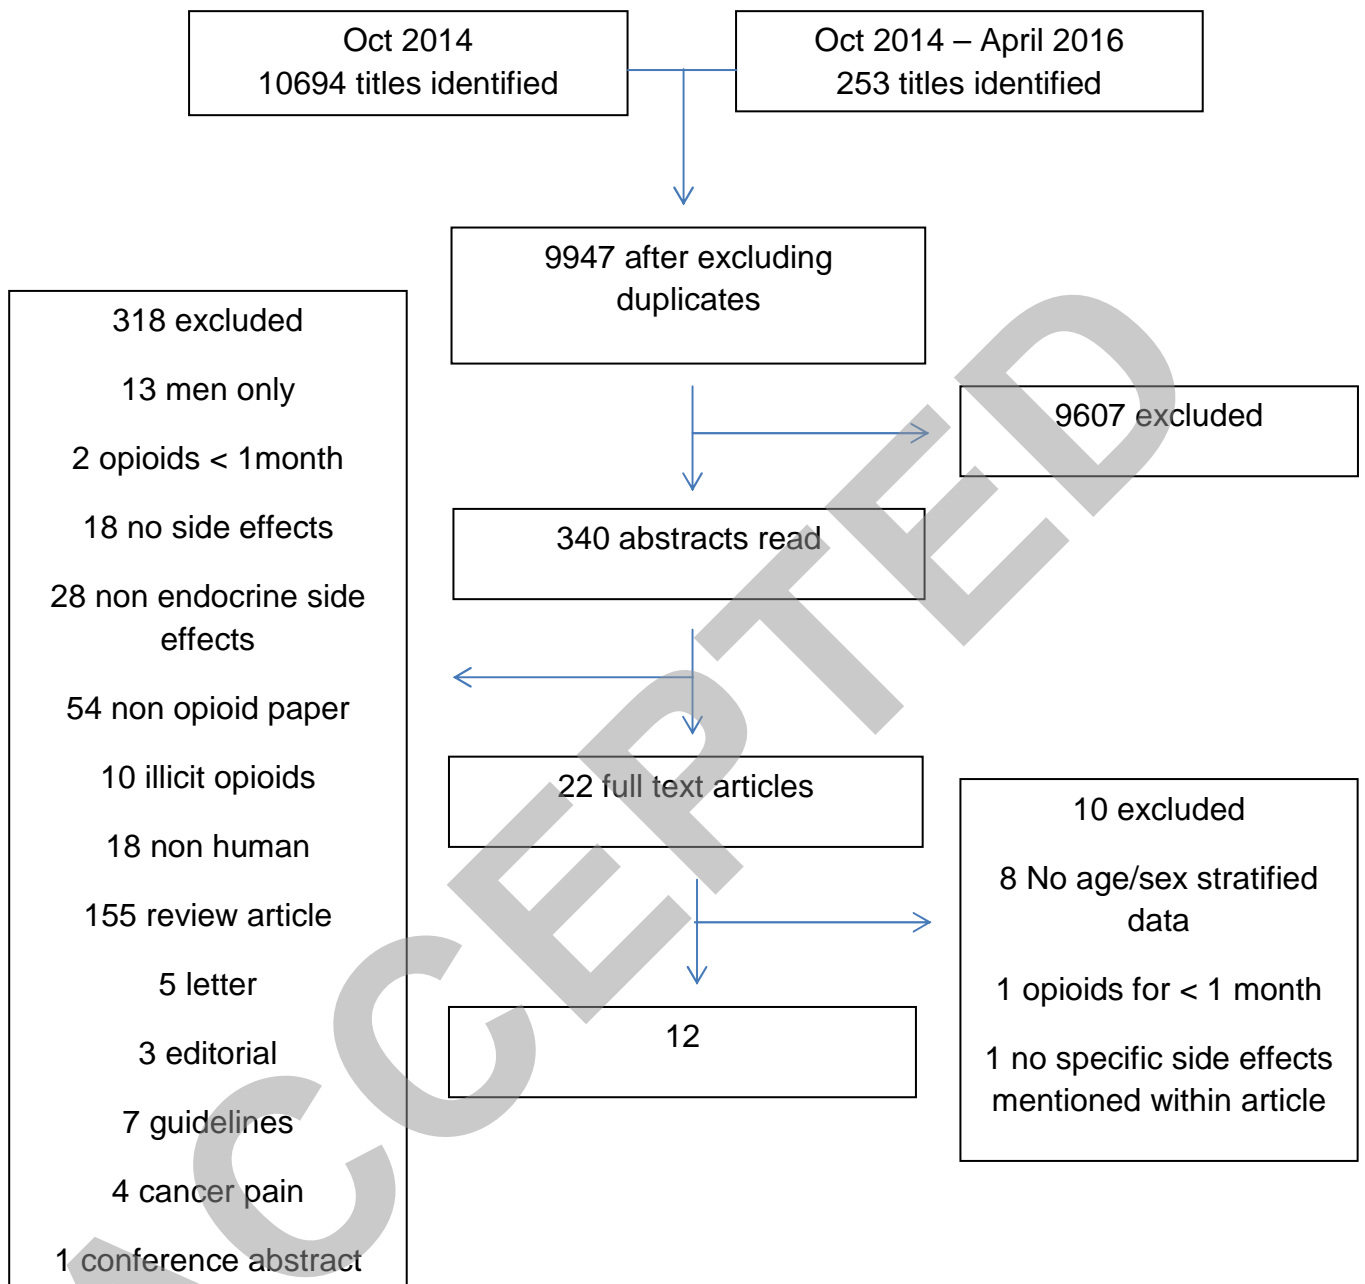 Oct 2014
10694 titles identified
Oct 2014 – April 2016
253 titles identified
9947 after excluding
duplicates
9607 excluded
340 abstracts read
318 excluded
13 men only
2 opioids < 1month
18 no side effects
28 non endocrine side
effects
54 non opioid paper
10 illicit opioids
18 non human
155 review article
5 letter
3 editorial
7 guidelines
4 cancer pain
1 conference abstract
22 full text articles
10 excluded
8 No age/sex stratified
data
1 opioids for < 1 month
1 no specific side effects
mentioned within article
12
ACCEPTED